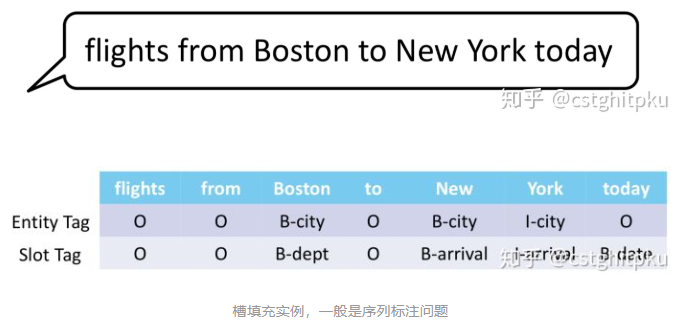 flights from Boston to New York today
知乎 @cstghitpku
flights from Boston to New York today
Entity Tag O O B-city O B-city I-city O
Slot Tag O O B-dept O B-arrival I-arrival B-date
知乎 @cstghitpku
槽填充实例，一般是序列标注问题